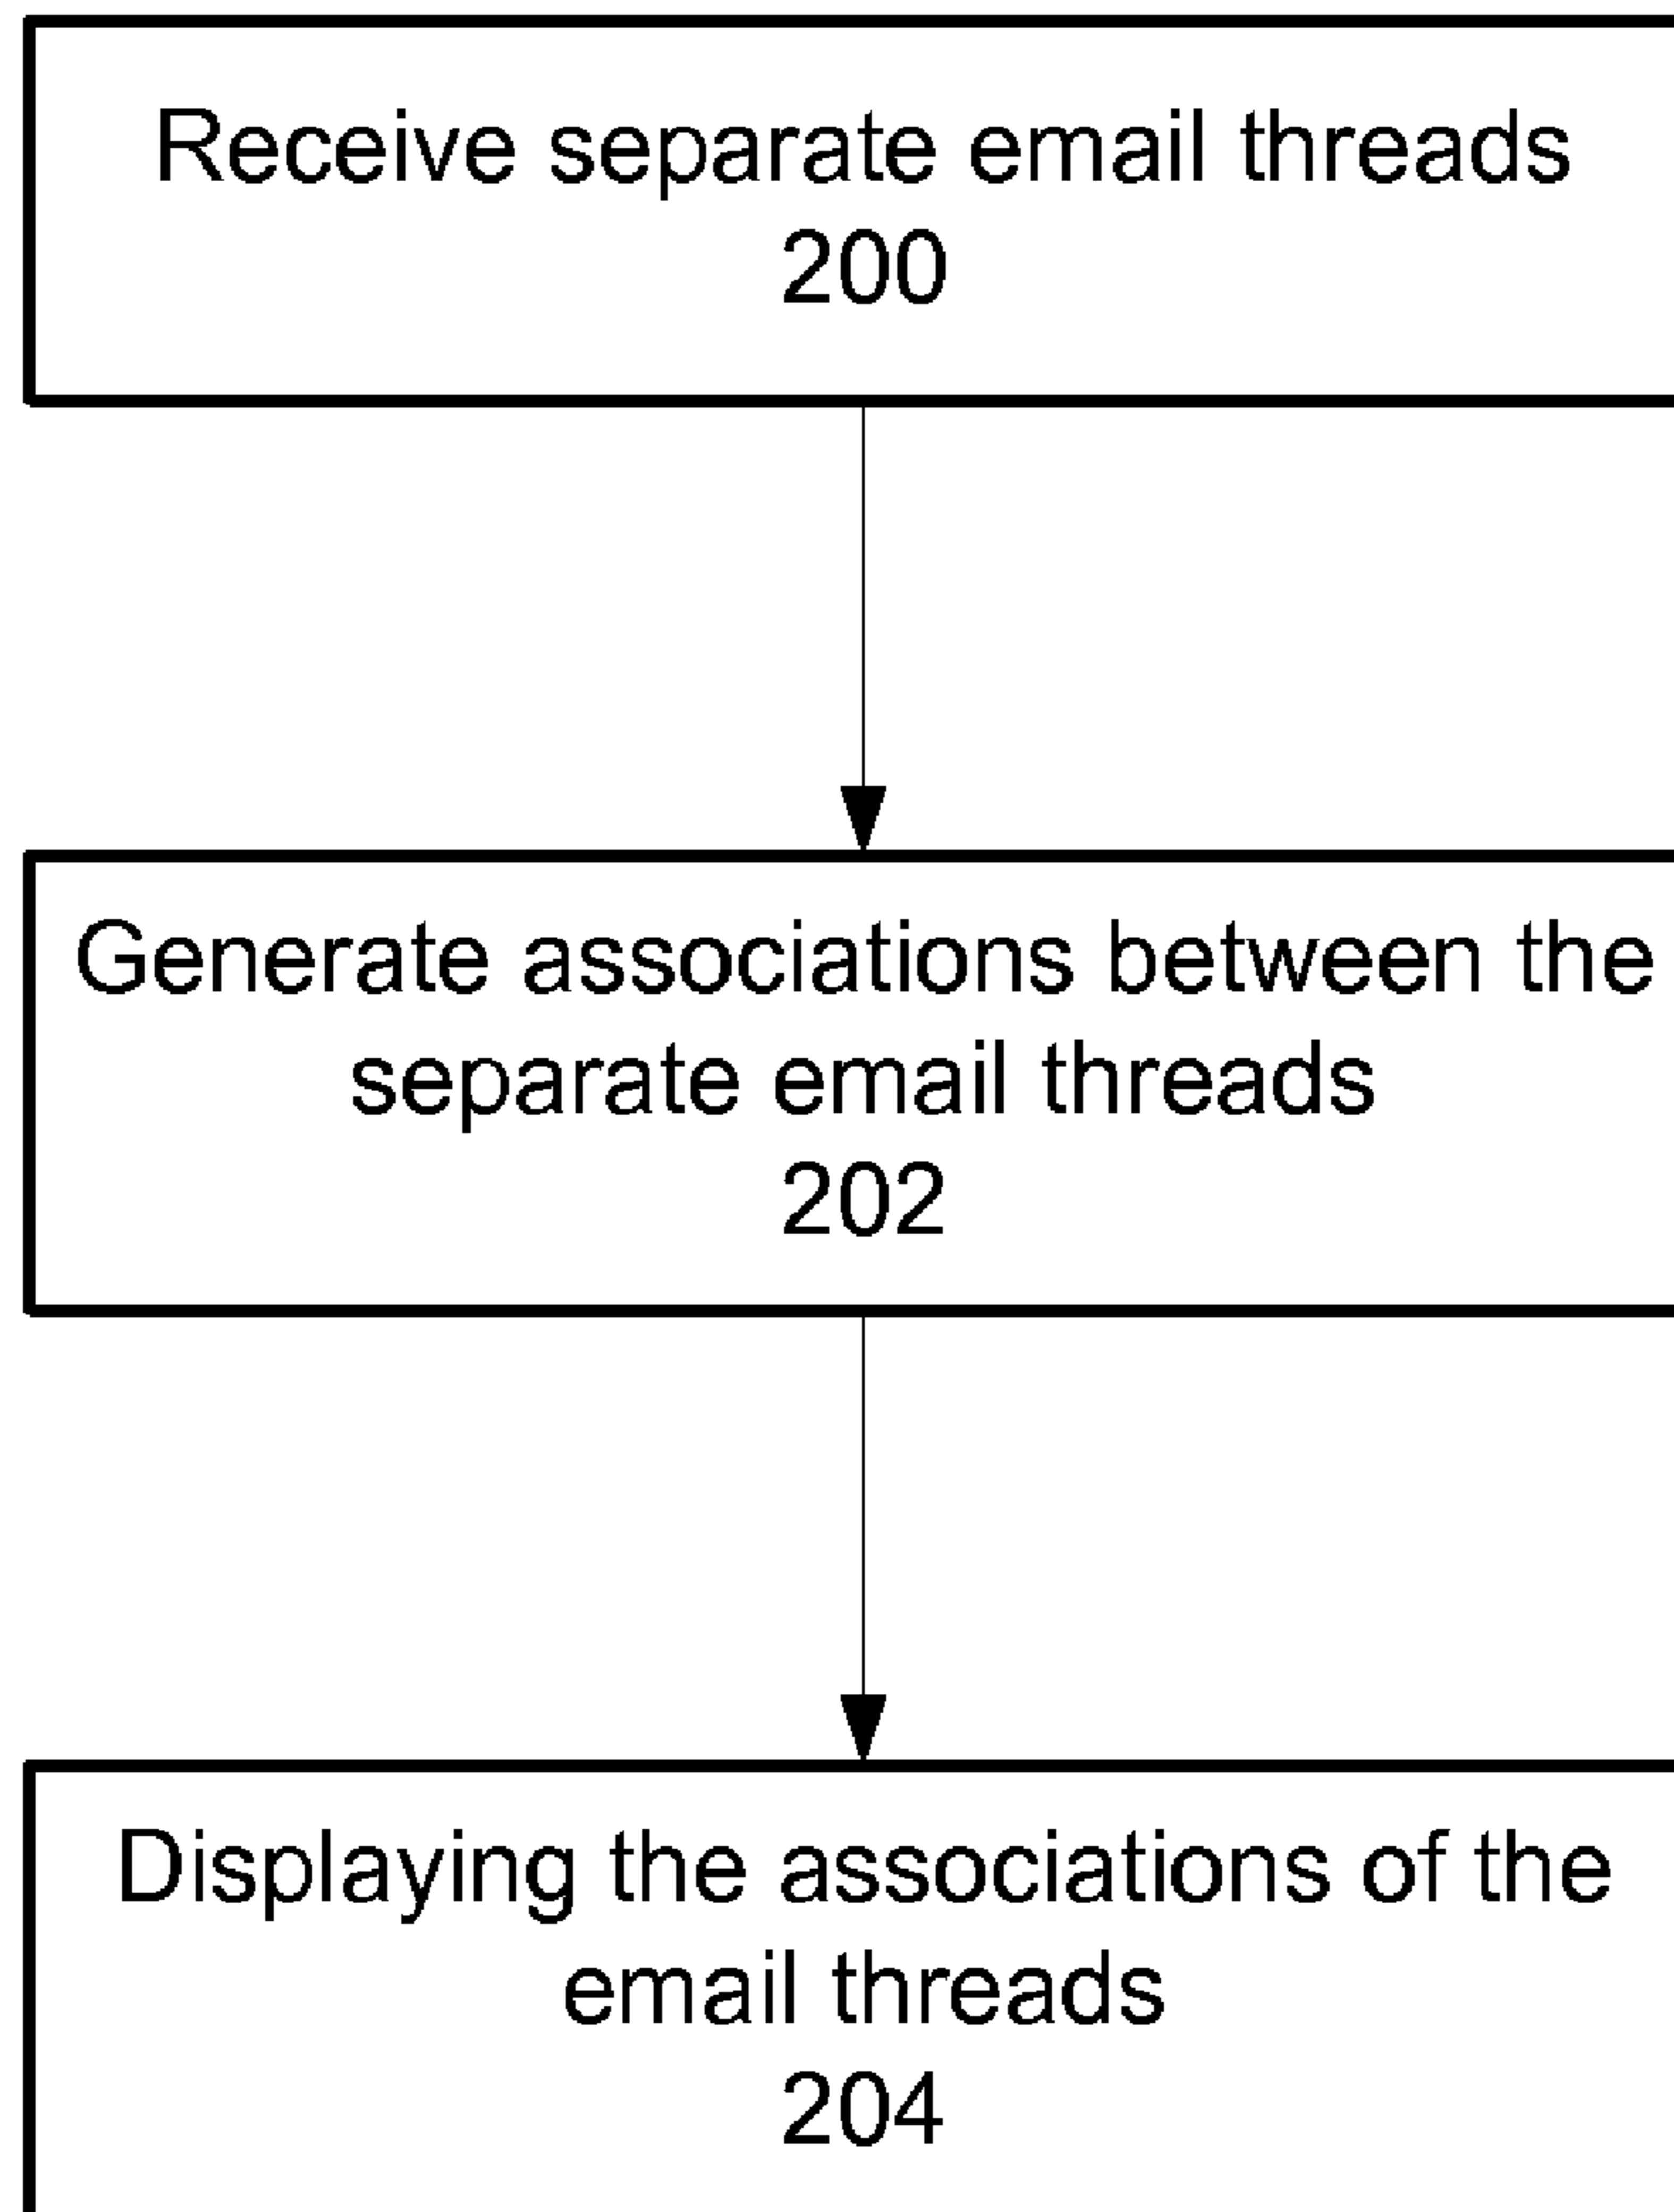 Receive separate email threads
200
Generate associations between the
separate email threads
202
Displaying the associations of the
email threads
204